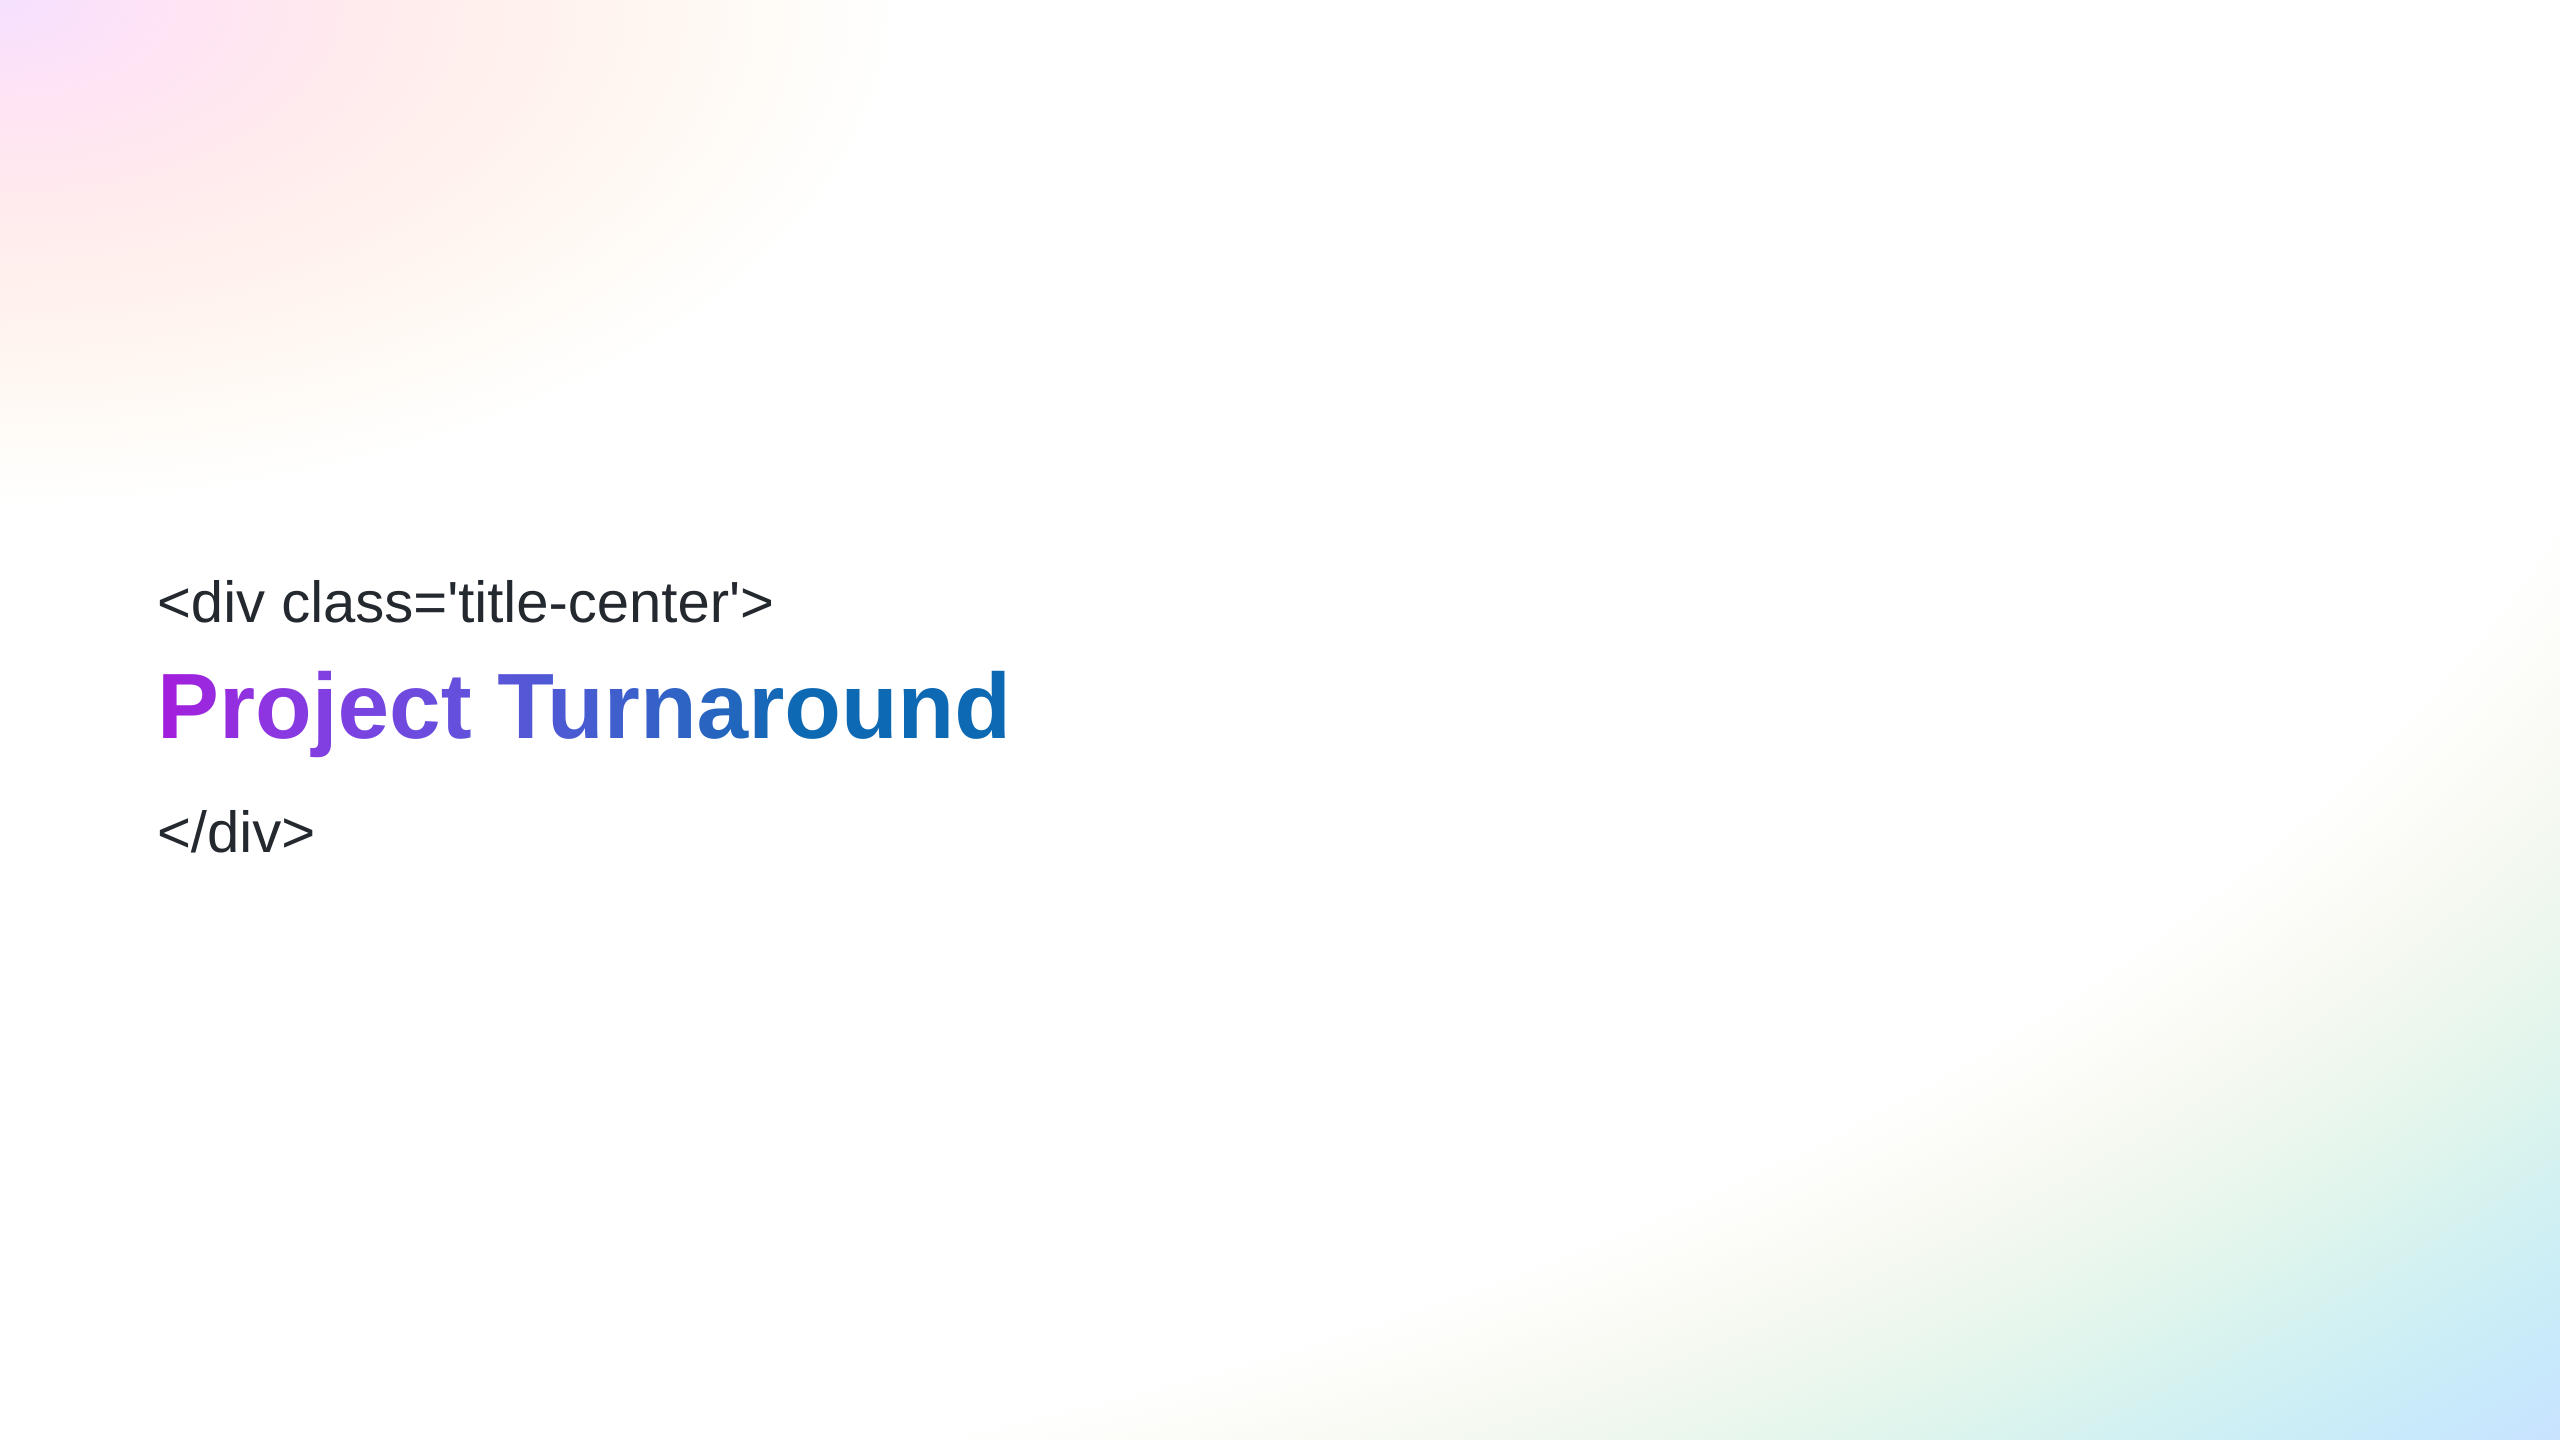 <div class='title-center'>
Project Turnaround
</div>